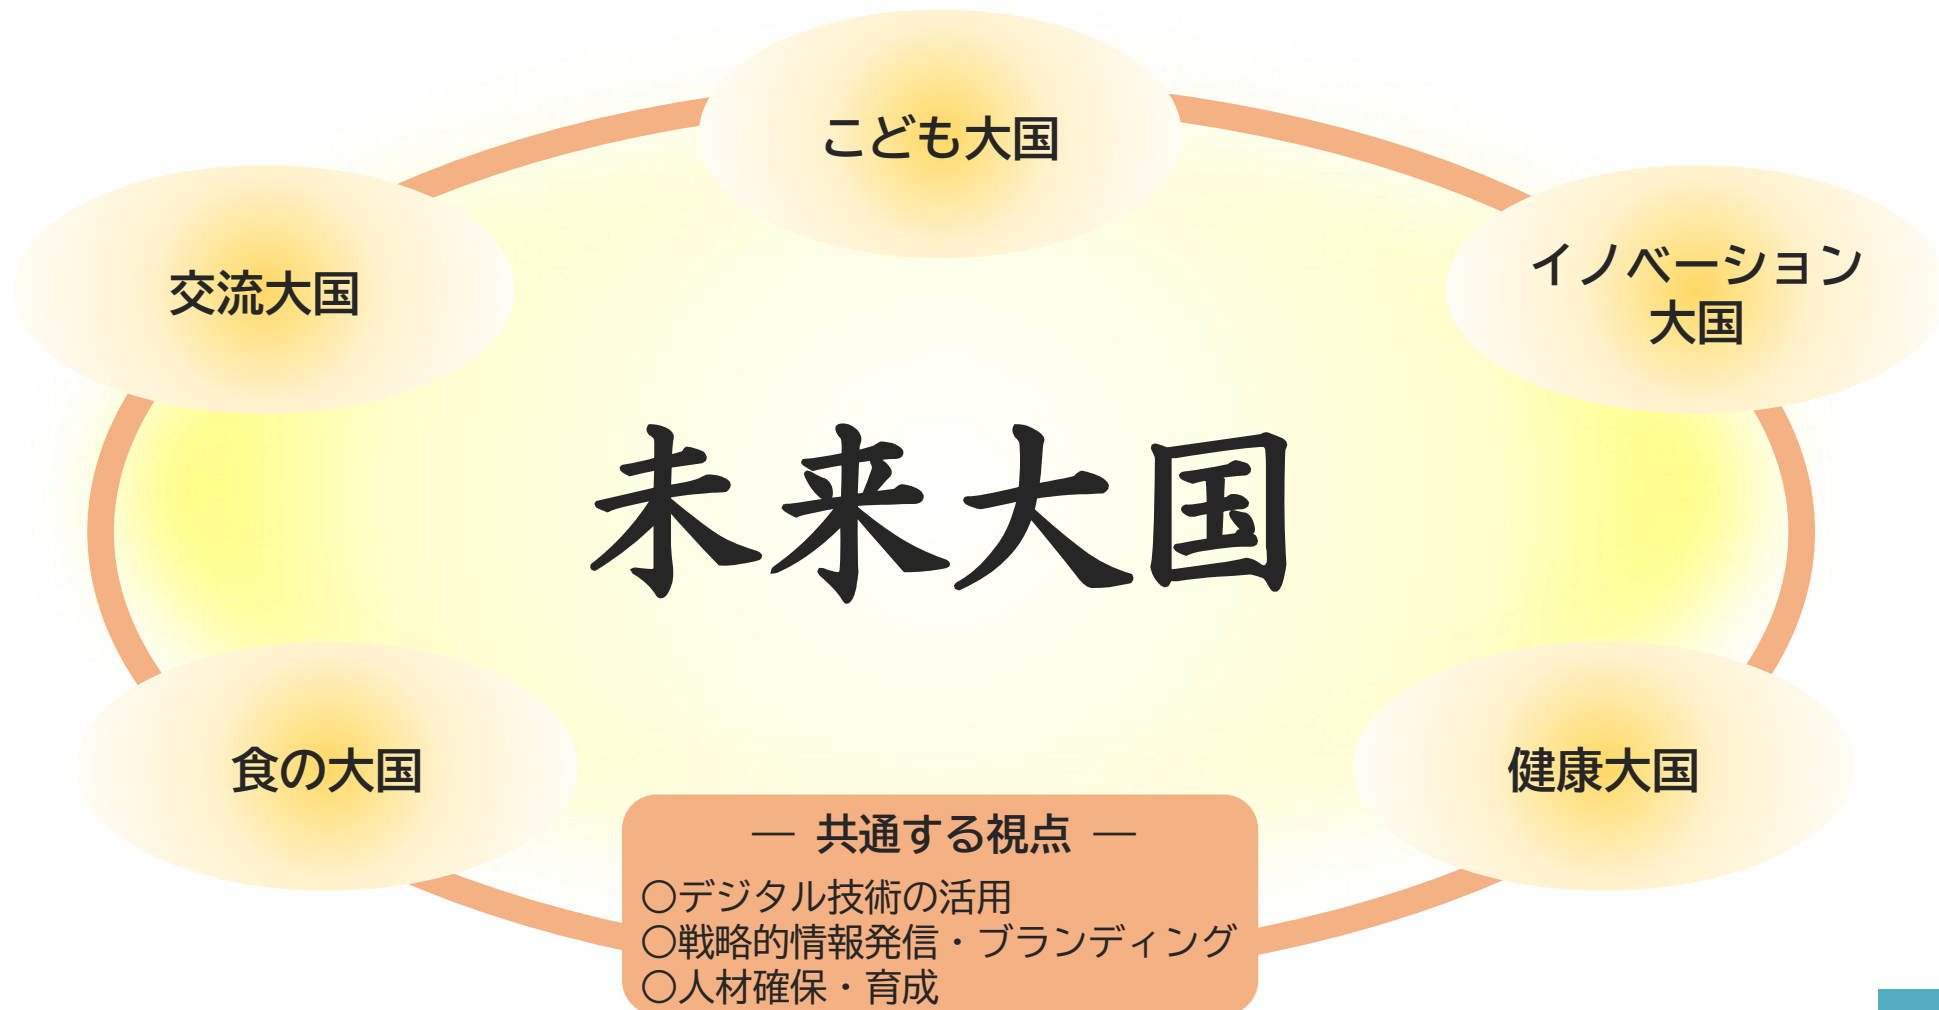 こども大国
交流大国
イノベーション
大国
未来大国
食の大国
健康大国
― 共通する視点 ―
○デジタル技術の活用
○戦略的情報発信・ブランディング
○人材確保・育成